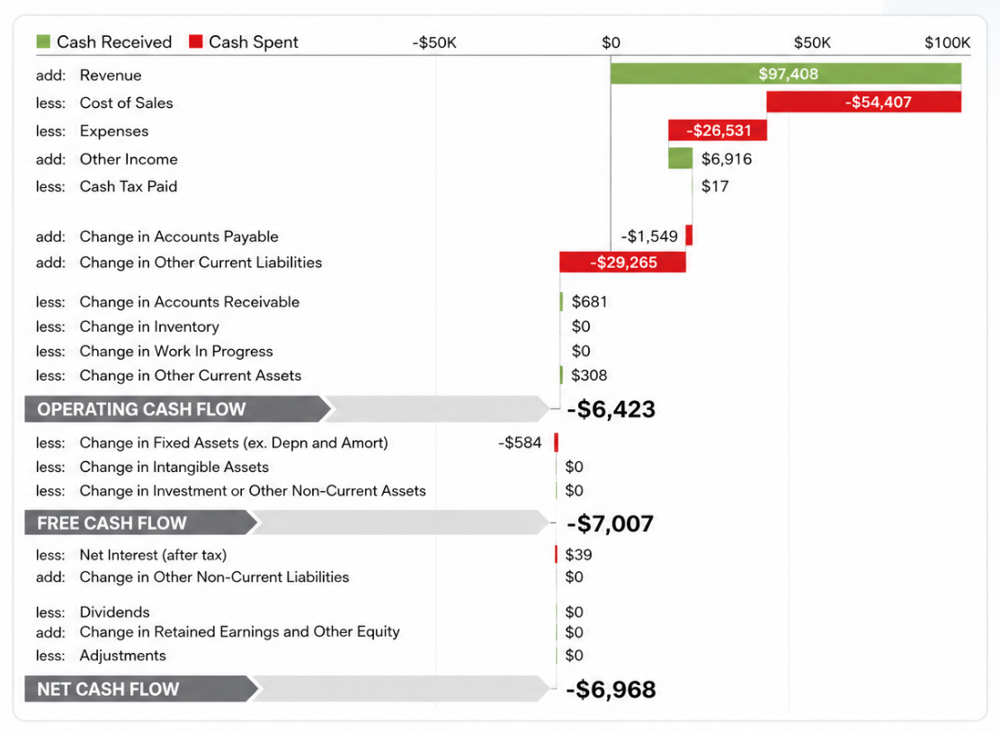 Cash Received Cash Spent -$50K $0 $50K $100K
add: Revenue $97,408
less: Cost of Sales -$54,407
less: Expenses -$26,531
add: Other Income $6,916
less: Cash Tax Paid $17
add: Change in Accounts Payable -$1,549
add: Change in Other Current Liabilities -$29,265
less: Change in Accounts Receivable $681
less: Change in Inventory $0
less: Change in Work In Progress $0
less: Change in Other Current Assets $308
OPERATING CASH FLOW -$6,423
less: Change in Fixed Assets (ex. Depn and Amort) -$584
less: Change in Intangible Assets $0
less: Change in Investment or Other Non-Current Assets $0
FREE CASH FLOW -$7,007
less: Net Interest (after tax) $39
add: Change in Other Non-Current Liabilities $0
less: Dividends $0
add: Change in Retained Earnings and Other Equity $0
less: Adjustments $0
NET CASH FLOW -$6,968